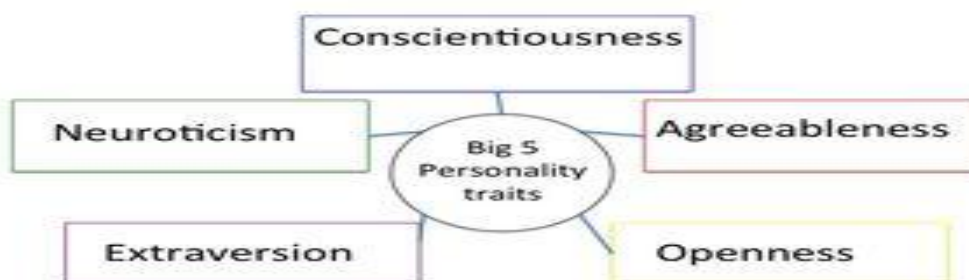 Conscientiousness
Neuroticism
Agreeableness
Big 5
Personality
traits
Extraversion
Openness